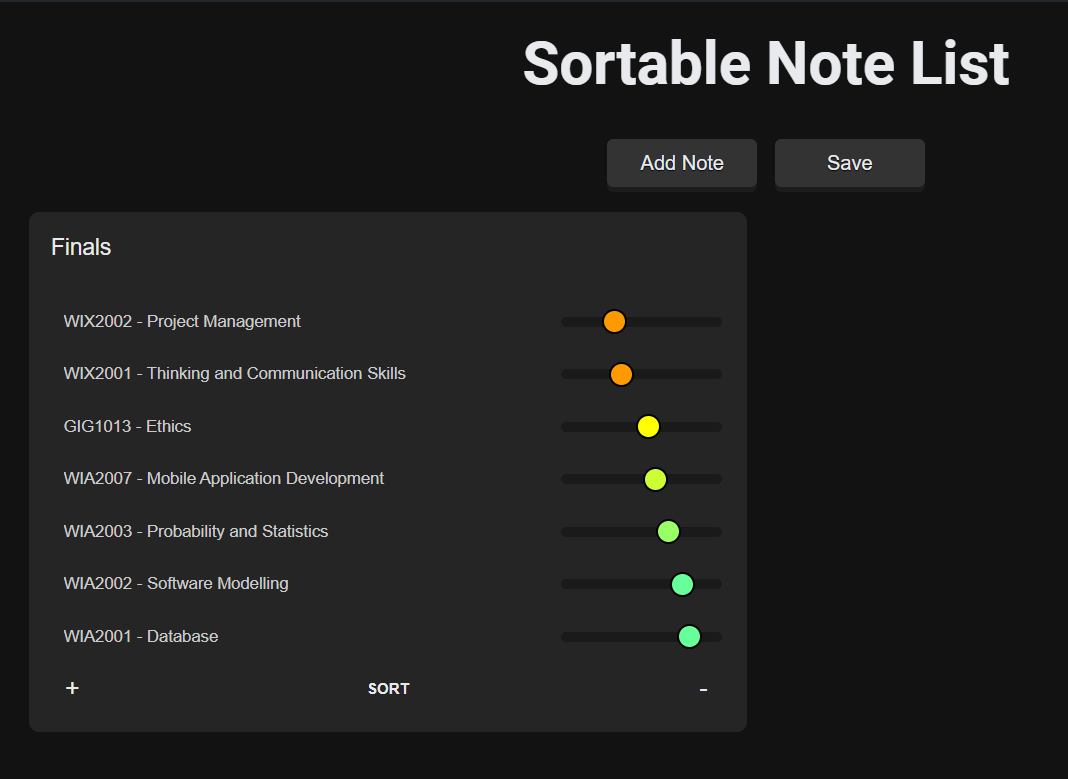 Sortable Note List
Add Note Save
Finals
WIX2002 - Project Management
WIX2001 - Thinking and Communication Skills
GIG1013 - Ethics
WIA2007 - Mobile Application Development
WIA2003 - Probability and Statistics
WIA2002 - Software Modelling
WIA2001 - Database
+ SORT -